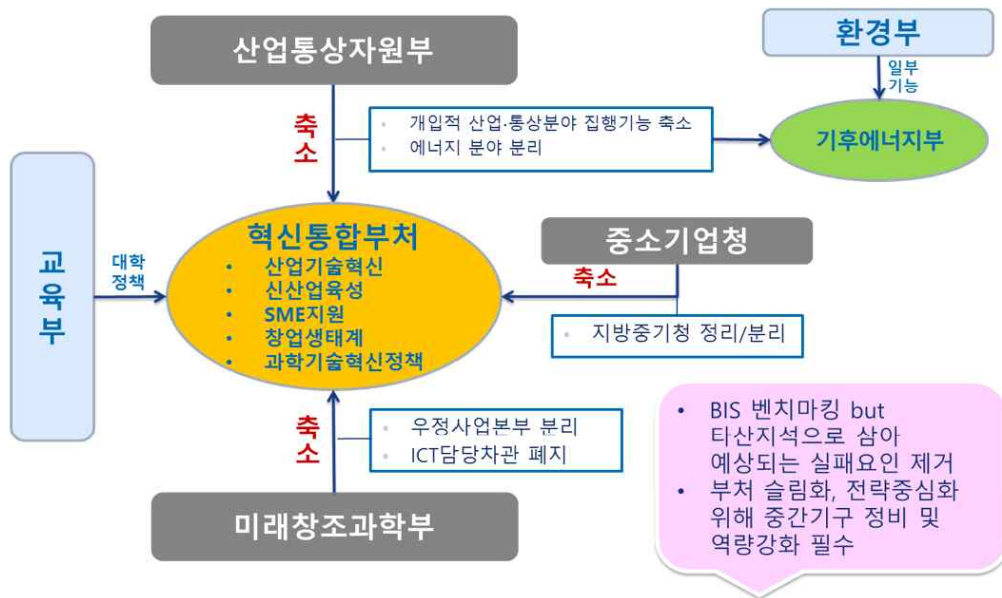 산업통상자원부
환경부
일부
기능
축
소
개입적 산업·통상분야 집행기능 축소
에너지 분야 분리
기후에너지부
교
육
부
대학
정책
혁신통합부처
• 산업기술혁신
• 신산업육성
• SME지원
• 창업생태계
• 과학기술혁신정책
중소기업청
축소
• 지방중기청 정리/분리
축
소
• 우정사업본부 분리
• ICT담당차관 폐지
미래창조과학부
• BIS 벤치마킹 but
타산지석으로 삼아
예상되는 실패요인 제거
• 부처 슬림화, 전략중심화
위해 중간기구 정비 및
역량강화 필수